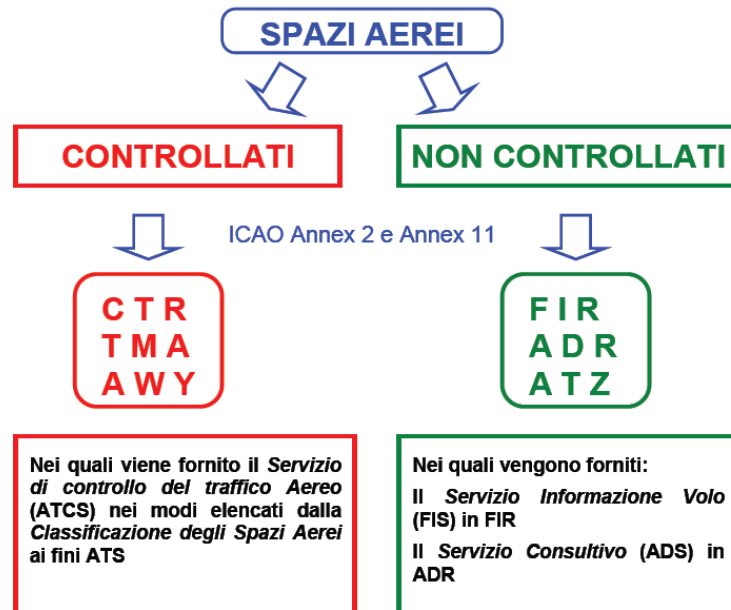 SPAZI AEREI
CONTROLLATI
NON CONTROLLATI
ICAO Annex 2 e Annex 11
C T R
T M A
A W Y
F I R
A D R
A T Z
Nei quali viene fornito il Servizio
di controllo del traffico Aereo
(ATCS) nei modi elencati dalla
Classificazione degli Spazi Aerei
ai fini ATS
Nei quali vengono forniti:
Il Servizio Informazione Volo
(FIS) in FIR
Il Servizio Consultivo (ADS) in
ADR